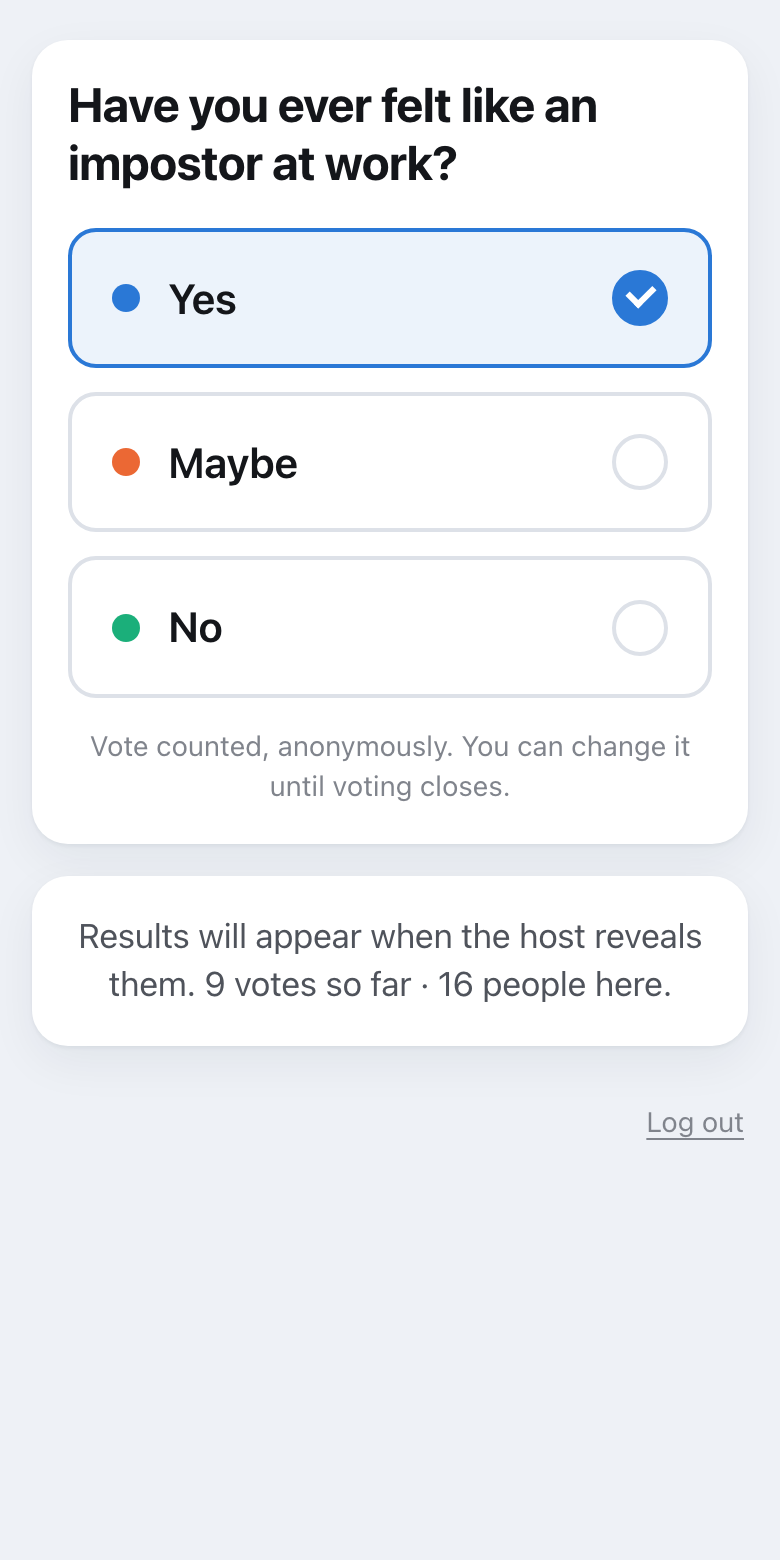 Have you ever felt like an
impostor at work?
Yes
Maybe
No
Vote counted, anonymously. You can change it
until voting closes.
Results will appear when the host reveals
them. 9 votes so far · 16 people here.
Log out